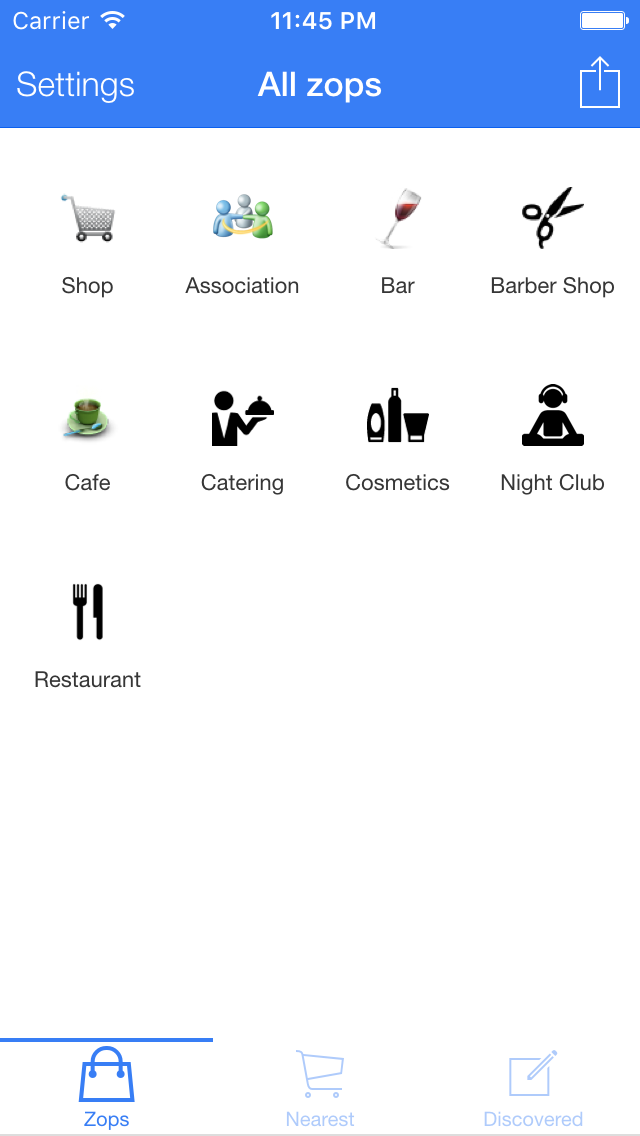 Carrier 11:45 PM
Settings All zops
Shop Association Bar Barber Shop
Cafe Catering Cosmetics Night Club
Restaurant
Zops Nearest Discovered